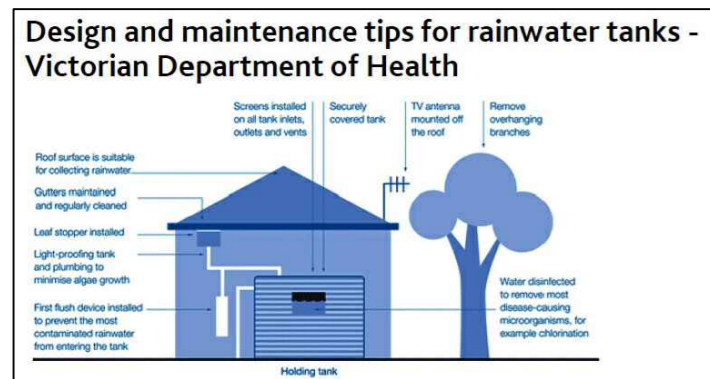 Design and maintenance tips for rainwater tanks -
Victorian Department of Health
Screens installed
on all tank inlets,
outlets and vents
Securely
covered tank
TV antenna
mounted off
the roof
Remove
overhanging
branches
Roof surface is suitable
for collecting rainwater
Gutters maintained
and regularly cleaned
Leaf stopper installed
Light-proofing tank
and plumbing to
minimise algae growth
First flush device installed
to prevent the most
contaminated rainwater
from entering the tank
Water disinfected
to remove most
disease-causing
microorganisms, for
example chlorination
Holding tank